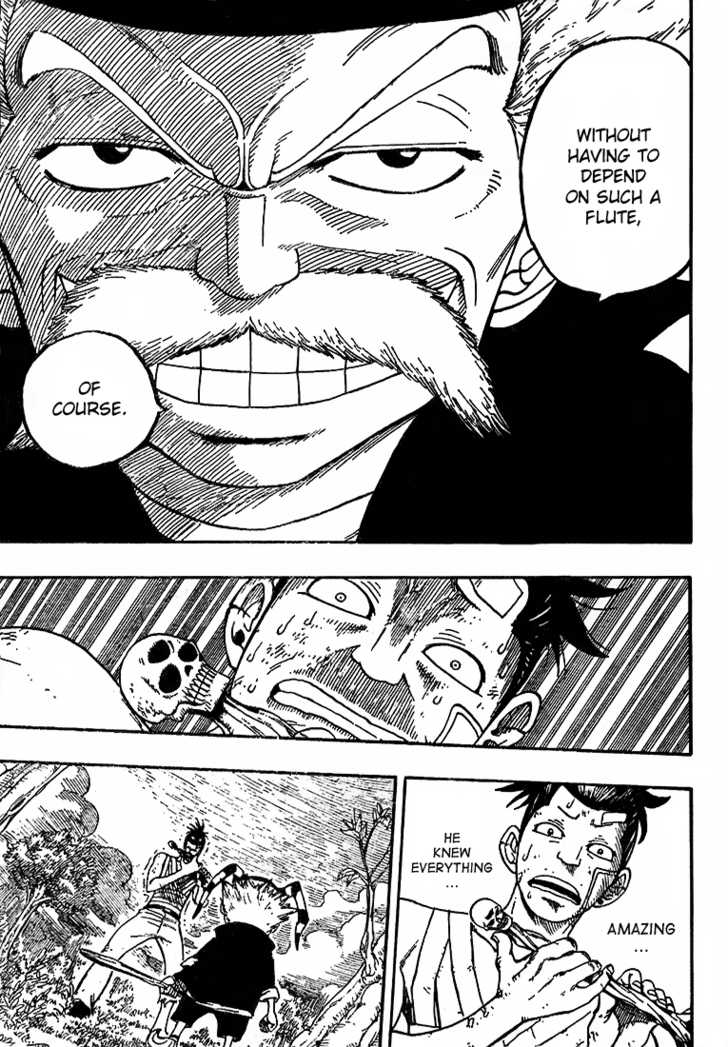 WITHOUT
HAVING TO
DEPEND
ON SUCH A
FLUTE,
OF
COURSE.
AMAZING
...
HE
KNEW
EVERYTHING
...